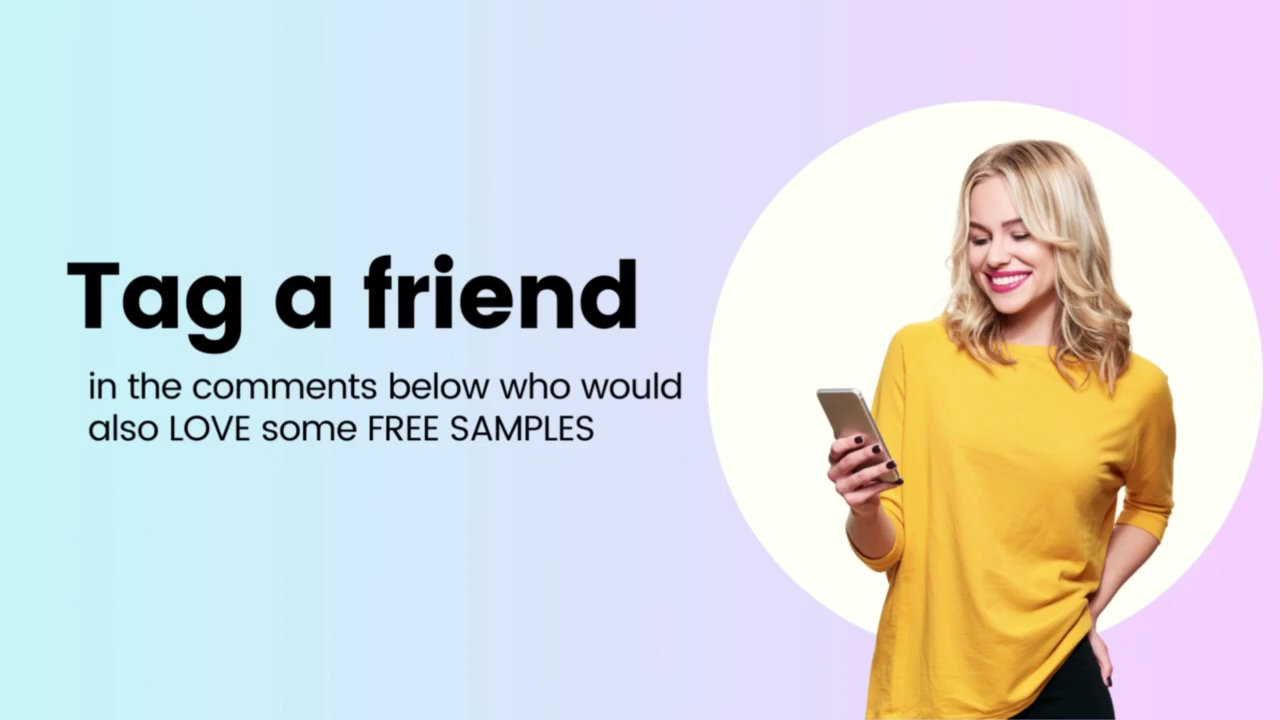 Tag a friend
in the comments below who would
also LOVE some FREE SAMPLES